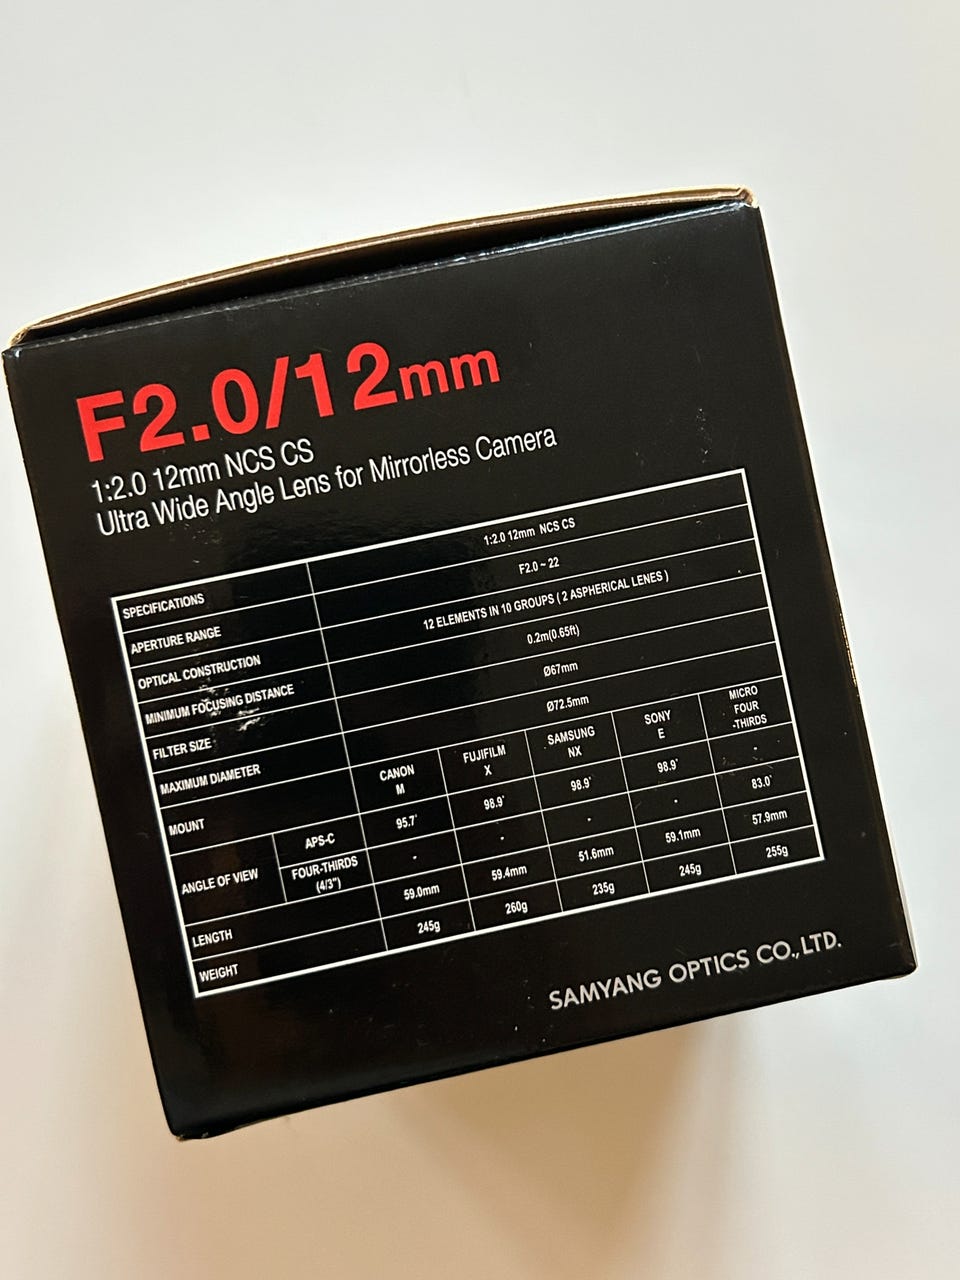 F2.0/12mm
1:2.0 12mm NCS CS
Ultra Wide Angle Lens for Mirrorless Camera
SPECIFICATIONS 1:2.0 12mm NCS CS
APERTURE RANGE F2.0 ~ 22
OPTICAL CONSTRUCTION 12 ELEMENTS IN 10 GROUPS ( 2 ASPHERICAL LENES )
MINIMUM FOCUSING DISTANCE 0.2m(0.65ft)
FILTER SIZE Ø67mm
MAXIMUM DIAMETER Ø72.5mm
MOUNT CANON M FUJIFILM X SAMSUNG NX SONY E MICRO FOUR -THIRDS
ANGLE OF VIEW APS-C 95.7° 98.9° 98.9° 98.9° -
FOUR-THIRDS (4/3") - - - - 83.0°
LENGTH 59.0mm 59.4mm 51.6mm 59.1mm 57.9mm
WEIGHT 245g 260g 235g 245g 255g
SAMYANG OPTICS CO.,LTD.